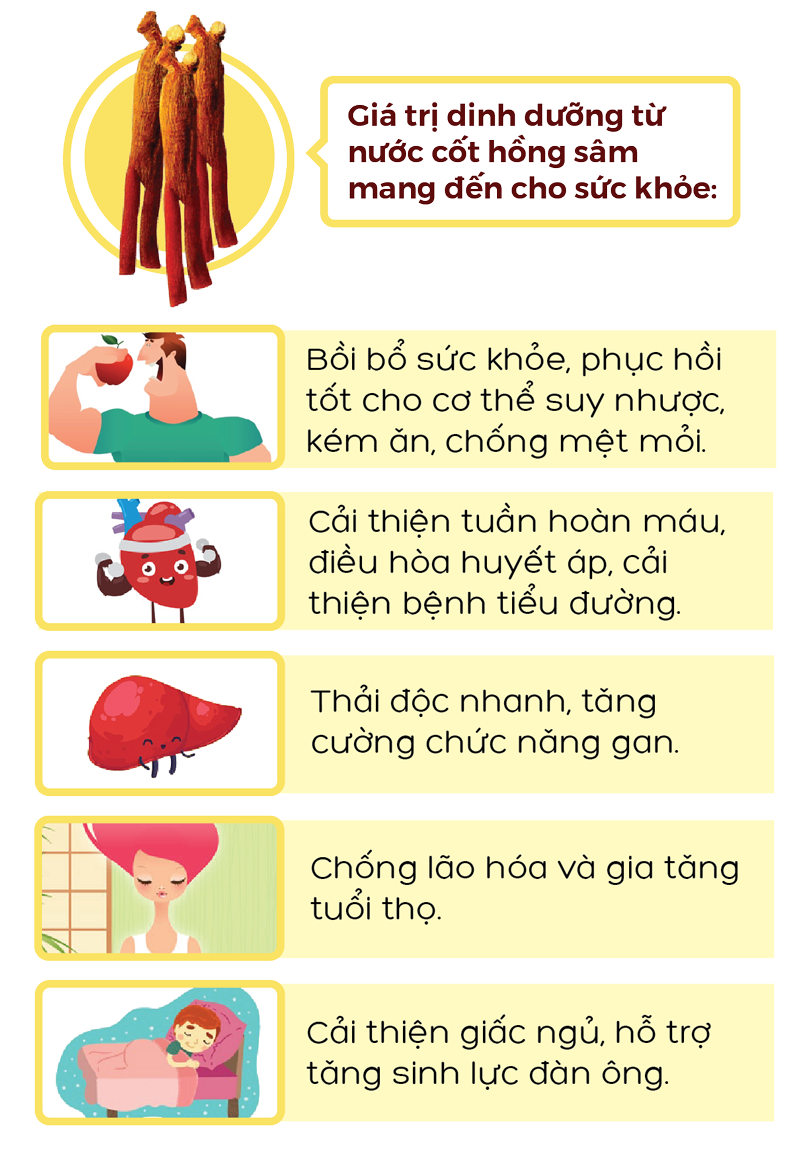 Giá trị dinh dưỡng từ
nước cốt hồng sâm
mang đến cho sức khỏe:
Bồi bổ sức khỏe, phục hồi
tốt cho cơ thể suy nhược,
kém ăn, chống mệt mỏi.
Cải thiện tuần hoàn máu,
điều hòa huyết áp, cải
thiện bệnh tiểu đường.
Thải độc nhanh, tăng
cường chức năng gan.
Chống lão hóa và gia tăng
tuổi thọ.
Cải thiện giấc ngủ, hỗ trợ
tăng sinh lực đàn ông.